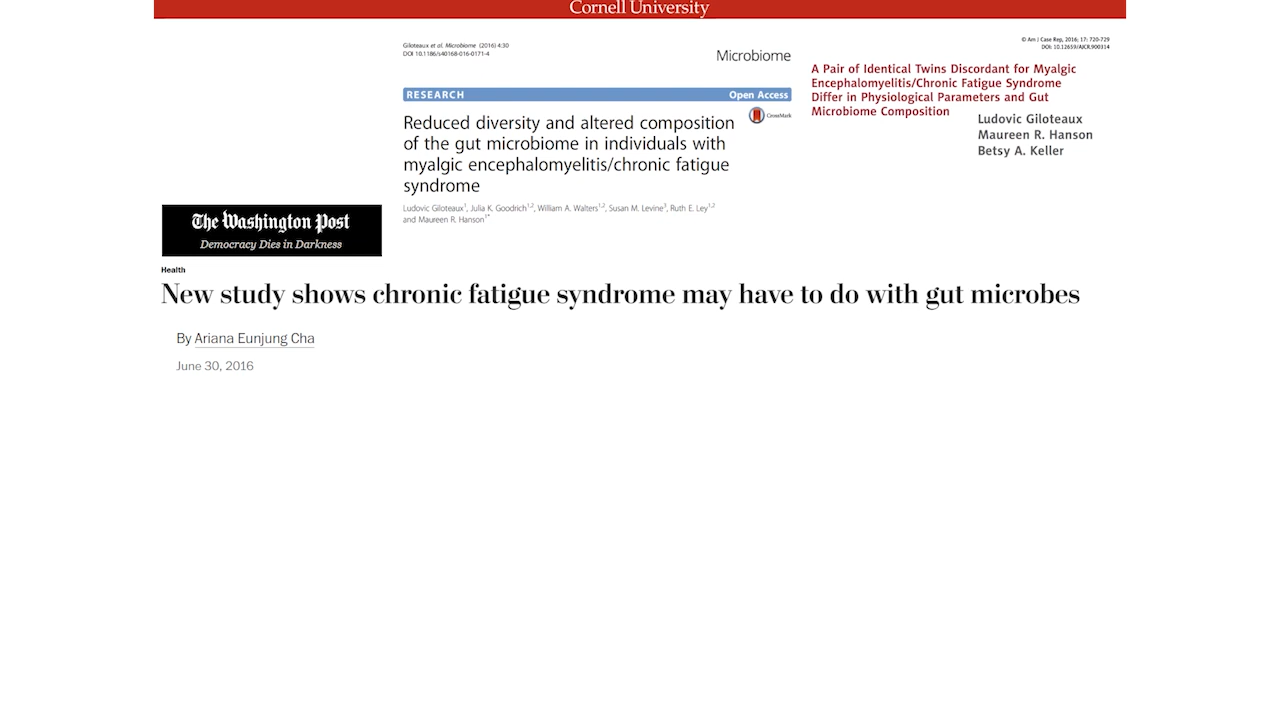 Cornell University
Giloteaux et al. Microbiome (2016) 4:30
DOI 10.1186/s40168-016-0171-4
Microbiome
RESEARCH
Open Access
CrossMark
Reduced diversity and altered composition
of the gut microbiome in individuals with
myalgic encephalomyelitis/chronic fatigue
syndrome
Ludovic Giloteaux1, Julia K. Goodrich1,2, William A. Walters1,2, Susan M. Levine3, Ruth E. Ley1,2
and Maureen R. Hanson1*
© Am J Case Rep, 2016; 17: 720-729
DOI: 10.12659/AJCR.900314
A Pair of Identical Twins Discordant for Myalgic
Encephalomyelitis/Chronic Fatigue Syndrome
Differ in Physiological Parameters and Gut
Microbiome Composition
Ludovic Giloteaux
Maureen R. Hanson
Betsy A. Keller
The Washington Post
Democracy Dies in Darkness
Health
New study shows chronic fatigue syndrome may have to do with gut microbes
By Ariana Eunjung Cha
June 30, 2016